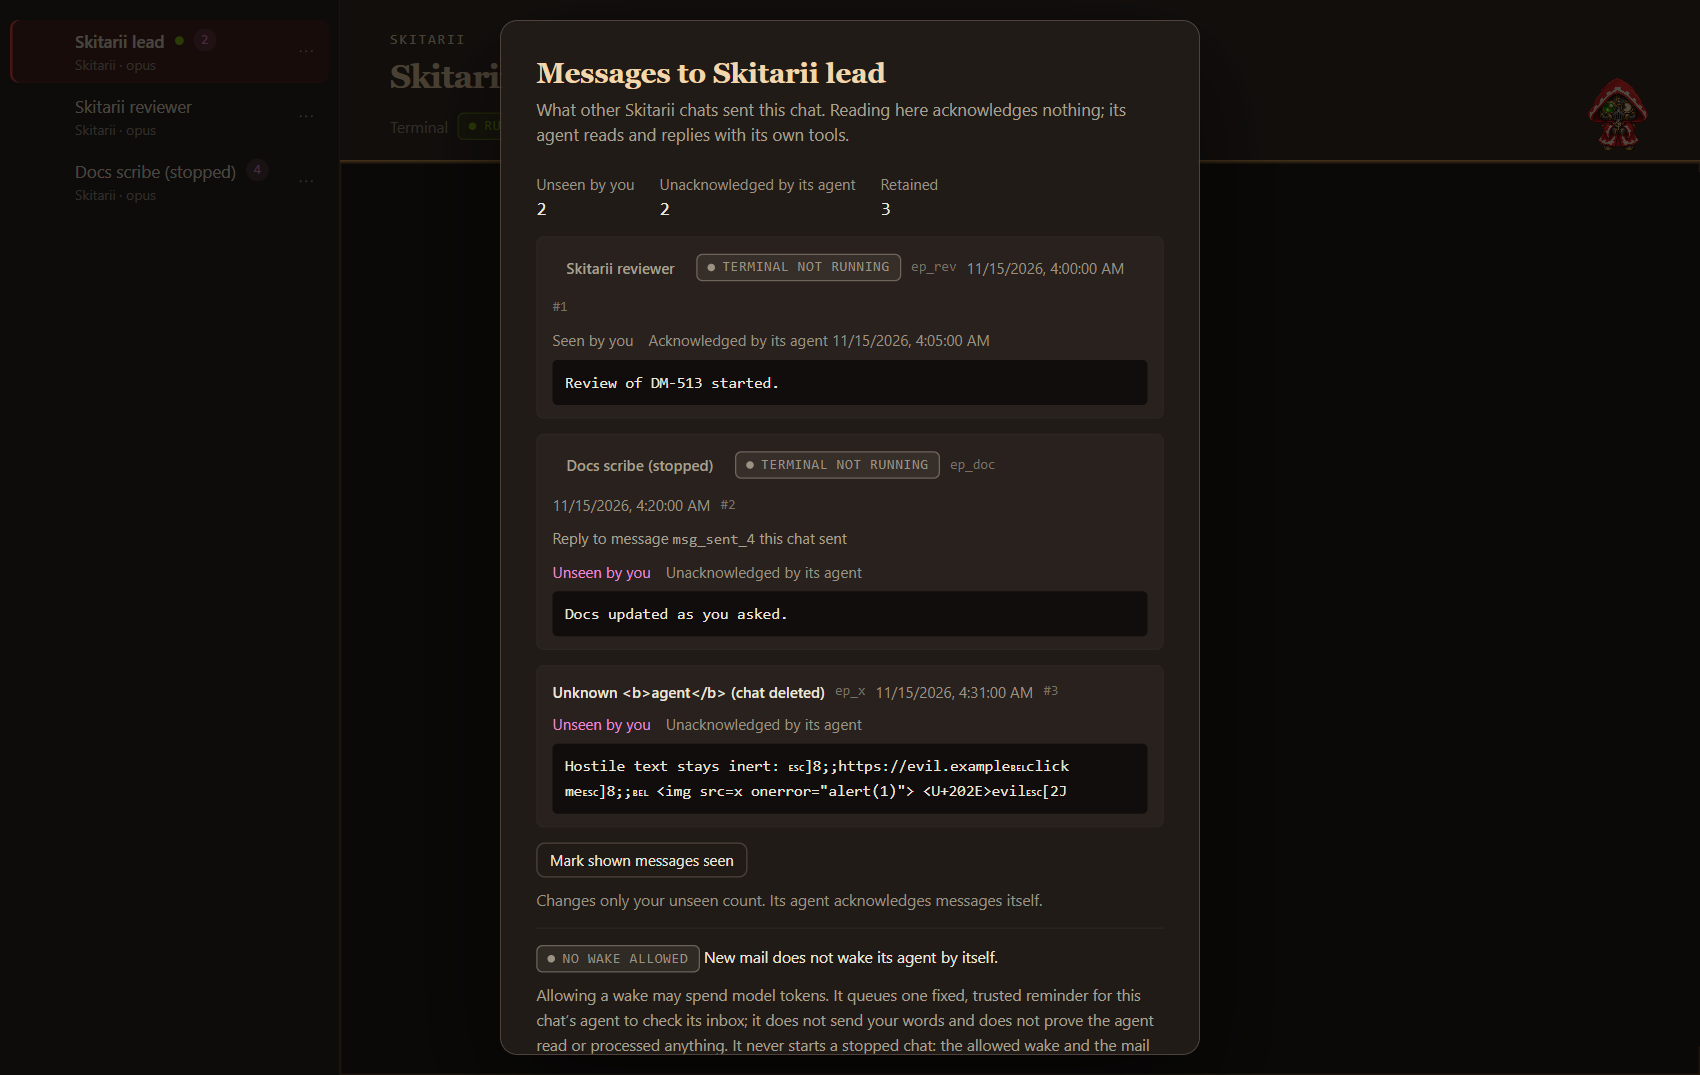 Skitarii lead 2 ...
Skitarii · opus
Skitarii reviewer ...
Skitarii · opus
Docs scribe (stopped) 4 ...
Skitarii · opus
SKITARII
Skitari
Terminal RU
Messages to Skitarii lead
What other Skitarii chats sent this chat. Reading here acknowledges nothing; its
agent reads and replies with its own tools.
Unseen by you Unacknowledged by its agent Retained
2 2 3
Skitarii reviewer TERMINAL NOT RUNNING ep_rev 11/15/2026, 4:00:00 AM
#1
Seen by you Acknowledged by its agent 11/15/2026, 4:05:00 AM
Review of DM-513 started.
Docs scribe (stopped) TERMINAL NOT RUNNING ep_doc
11/15/2026, 4:20:00 AM #2
Reply to message msg_sent_4 this chat sent
Unseen by you Unacknowledged by its agent
Docs updated as you asked.
Unknown <b>agent</b> (chat deleted) ep_x 11/15/2026, 4:31:00 AM #3
Unseen by you Unacknowledged by its agent
Hostile text stays inert: ESC]8;;https://evil.exampleBELclick
meESC]8;;BEL <img src=x onerror="alert(1)"> <U+202E>evilESC[2J
Mark shown messages seen
Changes only your unseen count. Its agent acknowledges messages itself.
NO WAKE ALLOWED New mail does not wake its agent by itself.
Allowing a wake may spend model tokens. It queues one fixed, trusted reminder for this
chat's agent to check its inbox; it does not send your words and does not prove the agent
read or processed anything. It never starts a stopped chat: the allowed wake and the mail